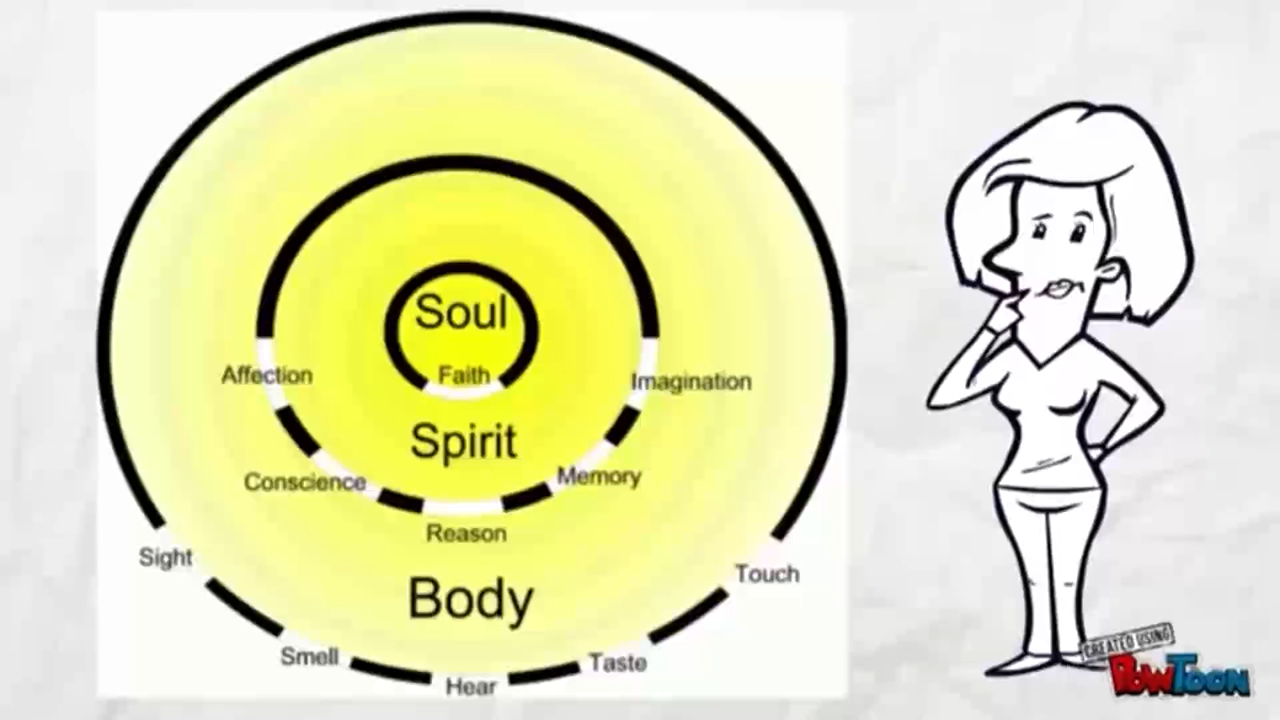 Soul
Faith
Affection
Imagination
Spirit
Conscience
Memory
Reason
Sight
Touch
Body
Smell
Taste
Hear
CREATED USING
POWTOON